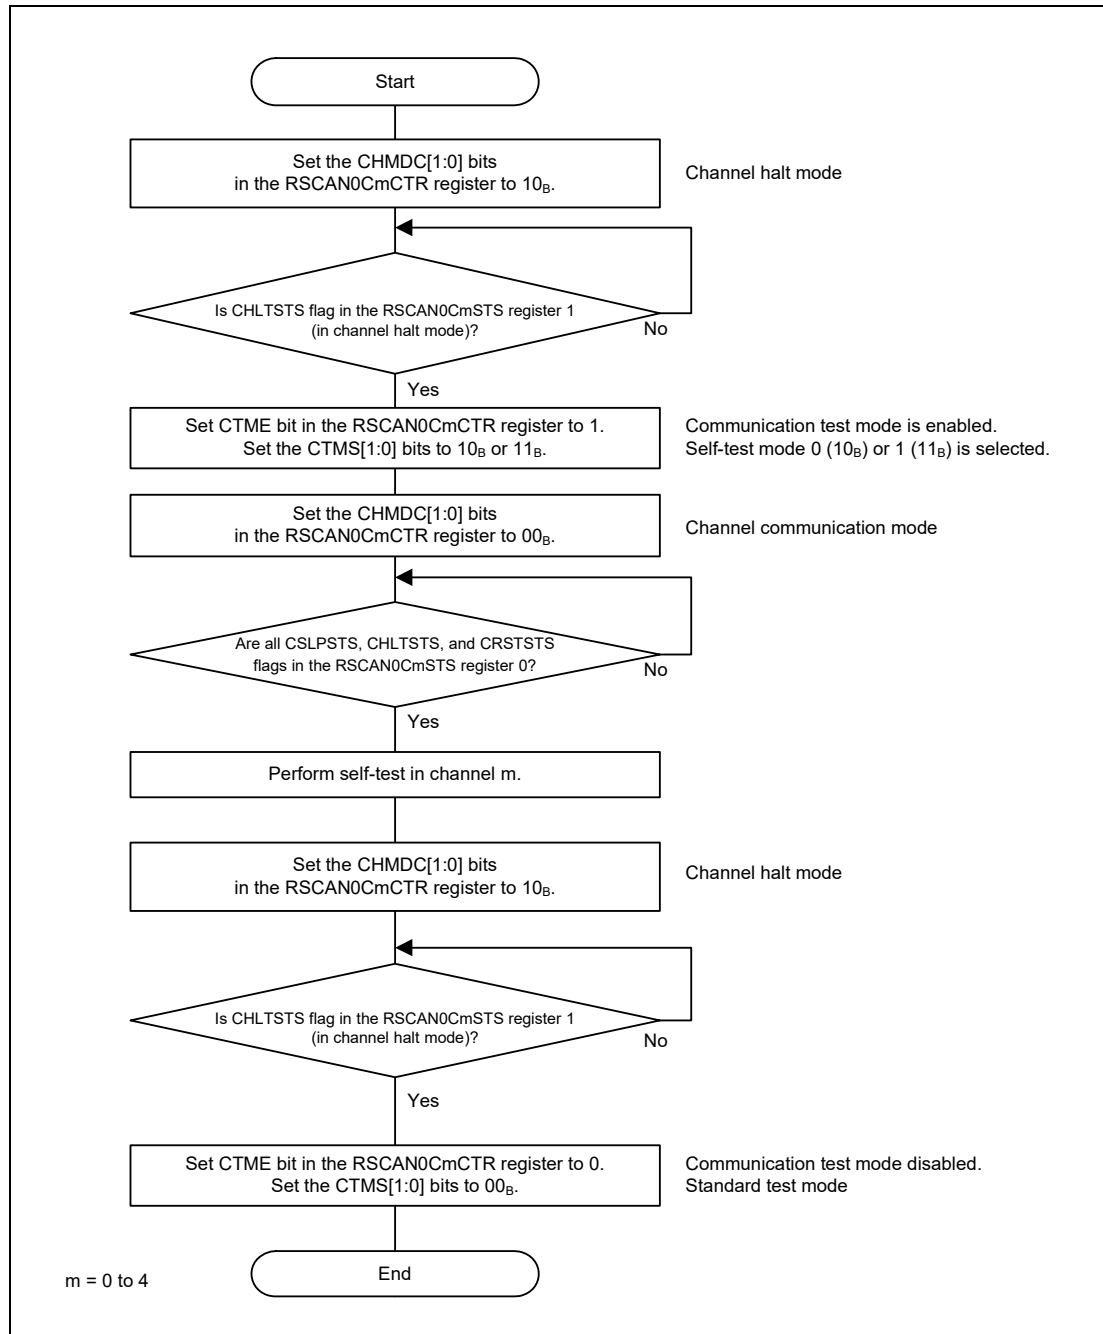 Start
Set the CHMDC[1:0] bits
in the RSCAN0CmCTR register to 10B.
Channel halt mode
Is CHLTSTS flag in the RSCAN0CmSTS register 1
(in channel halt mode)?
No
Yes
Set CTME bit in the RSCAN0CmCTR register to 1.
Set the CTMS[1:0] bits to 10B or 11B.
Communication test mode is enabled.
Self-test mode 0 (10B) or 1 (11B) is selected.
Set the CHMDC[1:0] bits
in the RSCAN0CmCTR register to 00B.
Channel communication mode
Are all CSLPSTS, CHLTSTS, and CRSTSTS
flags in the RSCAN0CmSTS register 0?
No
Yes
Perform self-test in channel m.
Set the CHMDC[1:0] bits
in the RSCAN0CmCTR register to 10B.
Channel halt mode
Is CHLTSTS flag in the RSCAN0CmSTS register 1
(in channel halt mode)?
No
Yes
Set CTME bit in the RSCAN0CmCTR register to 0.
Set the CTMS[1:0] bits to 00B.
Communication test mode disabled.
Standard test mode
End
m = 0 to 4